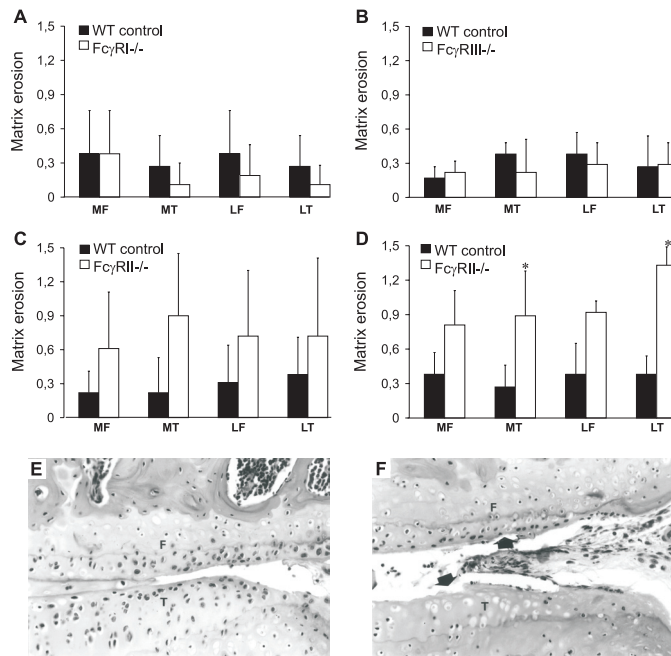 A
1,5
1,2
0,9
0,6
0,3
0
Matrix erosion
WT control
FcγRI-/-
MF MT LF LT
B
1,5
1,2
0,9
0,6
0,3
0
Matrix erosion
WT control
FcγRIII-/-
MF MT LF LT
C
1,5
1,2
0,9
0,6
0,3
0
Matrix erosion
WT control
FcγRII-/-
MF MT LF LT
D
1,5
1,2
0,9
0,6
0,3
0
Matrix erosion
WT control
FcγRII-/-
*
*
MF MT LF LT
E
F
T
F
F
T